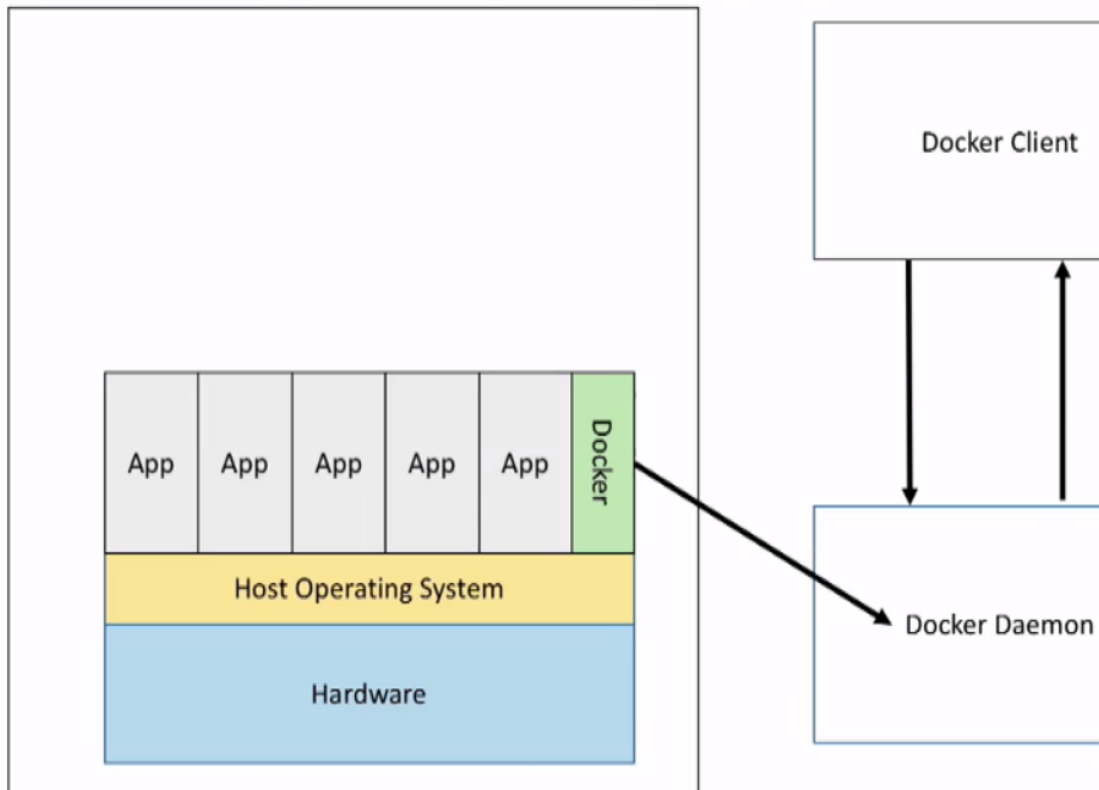 Docker Client
App
App
App
App
App
Docker
Host Operating System
Docker Daemon
Hardware